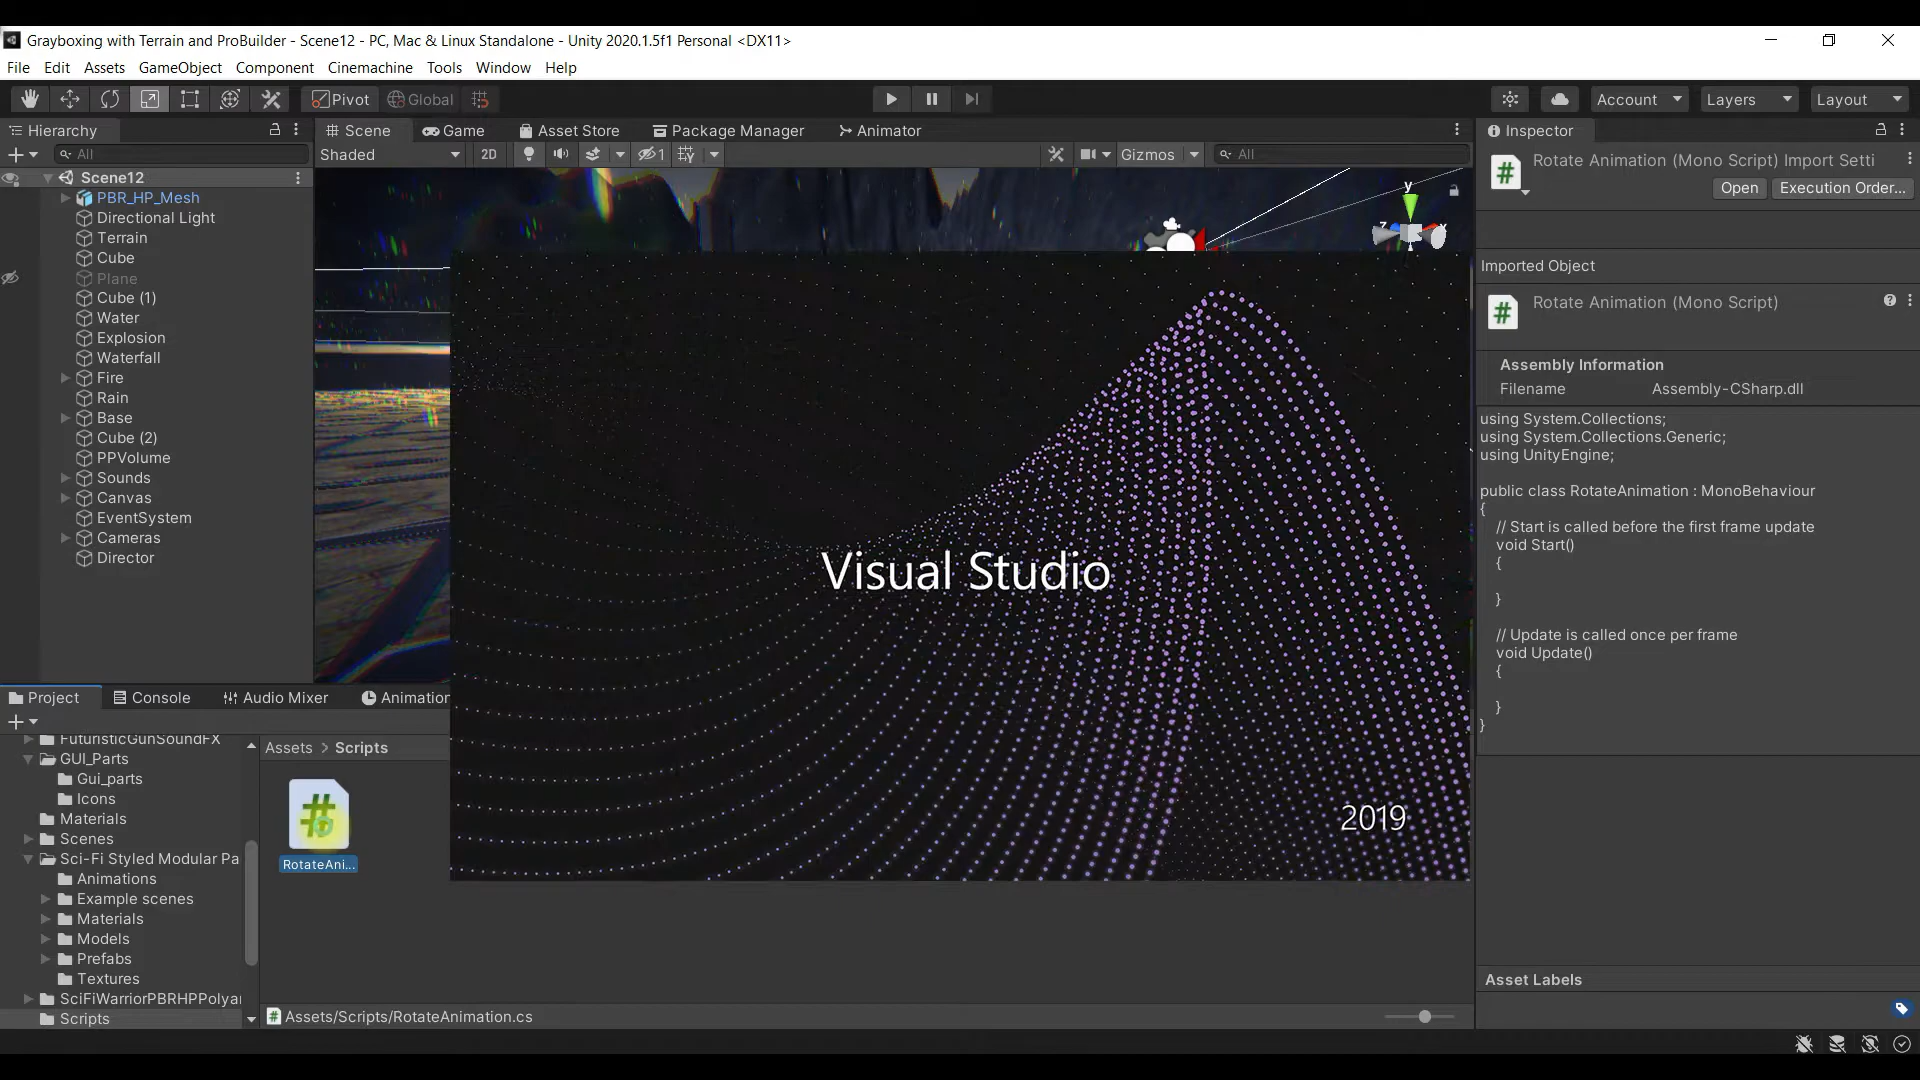 Grayboxing with Terrain and ProBuilder - Scene12 - PC, Mac & Linux Standalone - Unity 2020.1.5f1 Personal <DX11>
File Edit Assets GameObject Component Cinemachine Tools Window Help
Pivot Global Account Layers Layout
Hierarchy Scene Game Asset Store Package Manager Animator Inspector
All Shaded 2D 1 Gizmos All
Rotate Animation (Mono Script) Import Setti
Open Execution Order...
Scene12
PBR_HP_Mesh
Directional Light
Terrain
Cube
Plane
Cube (1)
Water
Explosion
Waterfall
Fire
Rain
Base
Cube (2)
PPVolume
Sounds
Canvas
EventSystem
Cameras
Director
y
z
x
Visual Studio
2019
Imported Object
Rotate Animation (Mono Script)
Assembly Information
Filename Assembly-CSharp.dll
using System.Collections;
using System.Collections.Generic;
using UnityEngine;
public class RotateAnimation : MonoBehaviour
{
// Start is called before the first frame update
void Start()
{
}
// Update is called once per frame
void Update()
{
}
}
Project Console Audio Mixer Animation
FuturisticGunSoundFX
GUI_Parts
Gui_parts
Icons
Materials
Scenes
Sci-Fi Styled Modular Pa
Animations
Example scenes
Materials
Models
Prefabs
Textures
SciFiWarriorPBRHPPolyar
Scripts
Assets > Scripts
#
RotateAni...
Assets/Scripts/RotateAnimation.cs
Asset Labels